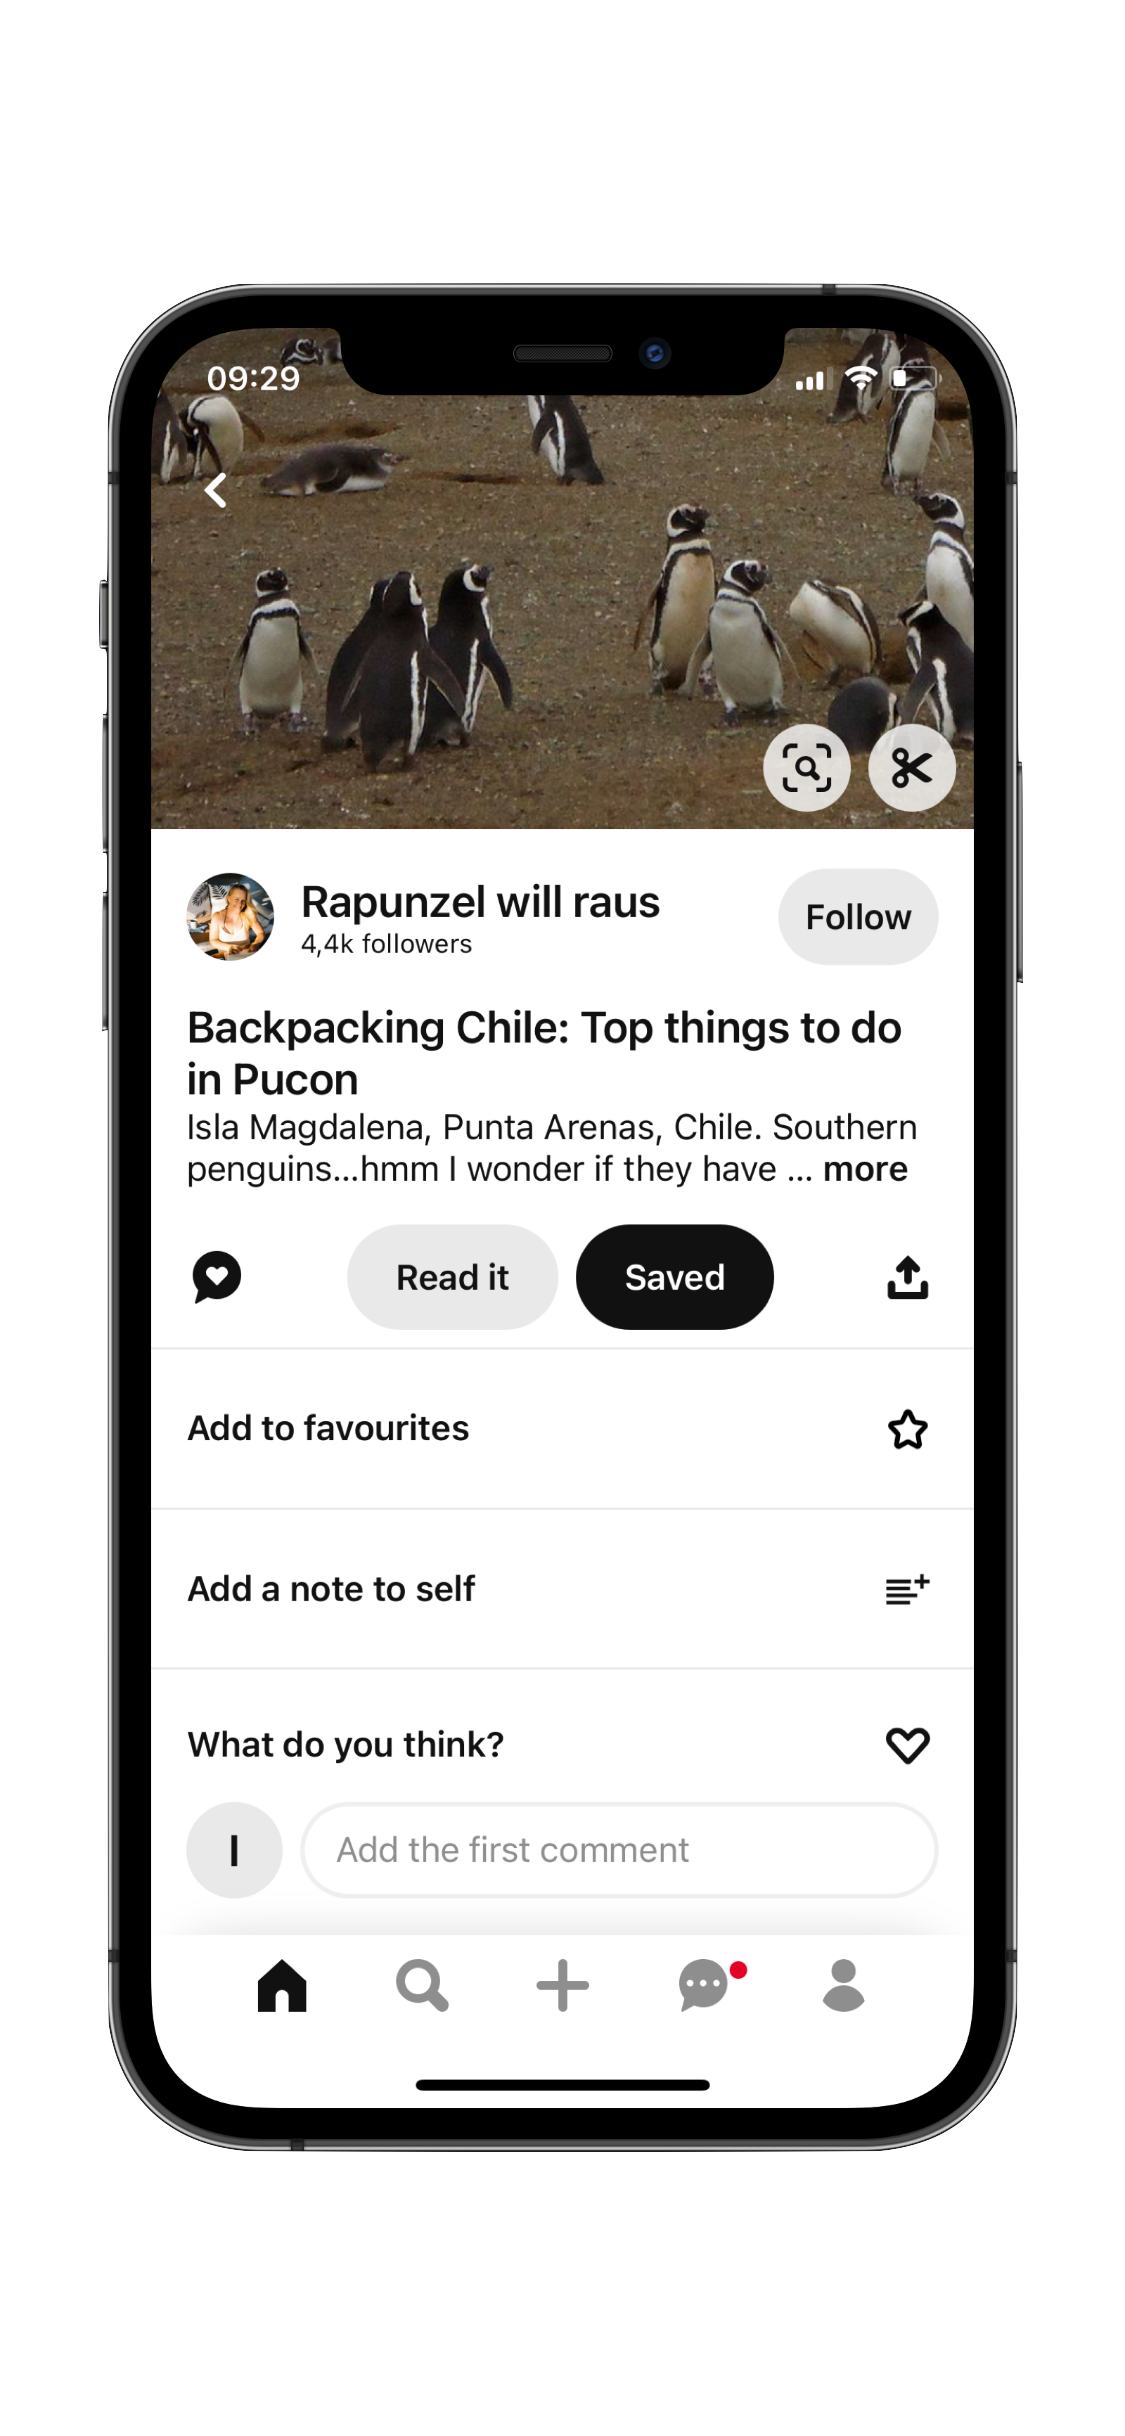 09:29
Rapunzel will raus
4,4k followers
Follow
Backpacking Chile: Top things to do
in Pucon
Isla Magdalena, Punta Arenas, Chile. Southern
penguins...hmm I wonder if they have ... more
Read it
Saved
Add to favourites
Add a note to self
What do you think?
I
Add the first comment